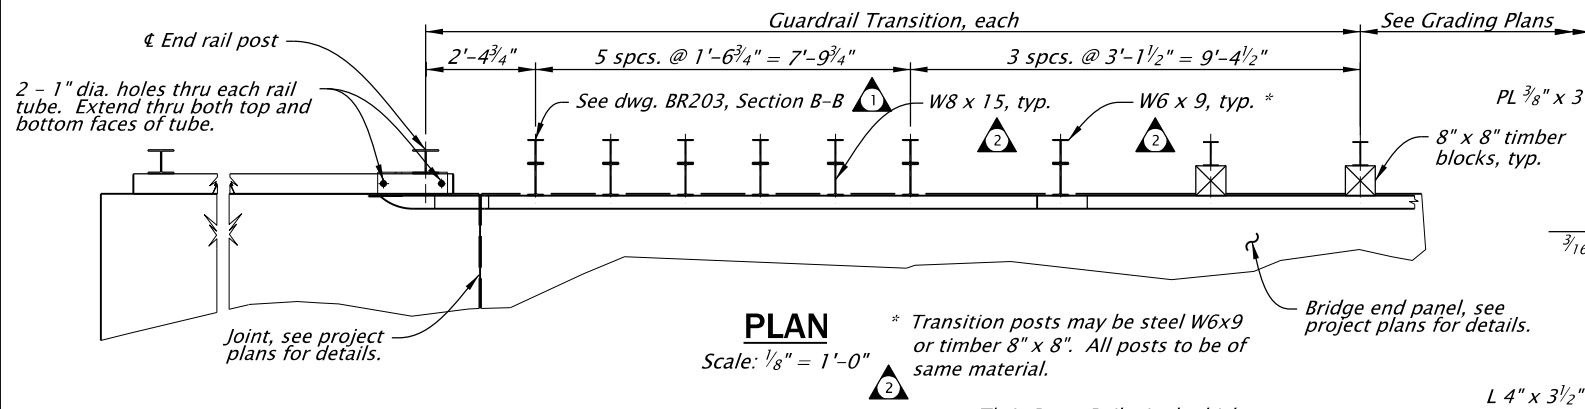 Guardrail Transition, each
See Grading Plans
℄ End rail post
2'-4¾"
5 spcs. @ 1'-6¾" = 7'-9¾"
3 spcs. @ 3'-1½" = 9'-4½"
2 - 1" dia. holes thru each rail
tube. Extend thru both top and
bottom faces of tube.
See dwg. BR203, Section B-B
1
W8 x 15, typ.
2
W6 x 9, typ. *
2
PL ⅜" x 3
8" x 8" timber
blocks, typ.
3/16
Joint, see project
plans for details.
PLAN
Scale: ⅛" = 1'-0"
2
* Transition posts may be steel W6x9
or timber 8" x 8". All posts to be of
same material.
Bridge end panel, see
project plans for details.
L 4" x 3½"